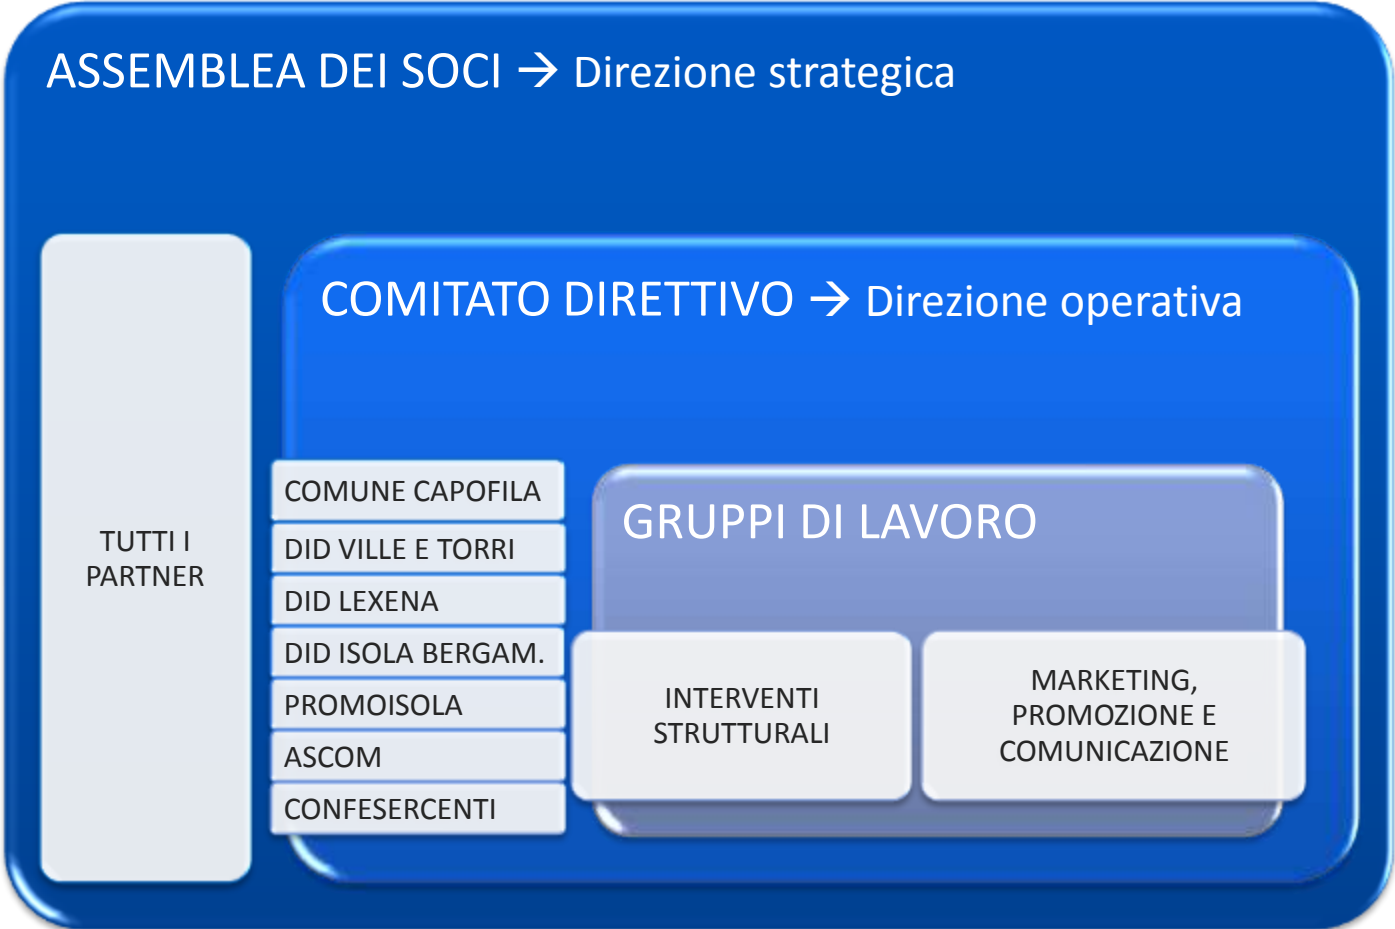 ASSEMBLEA DEI SOCI → Direzione strategica
TUTTI I
PARTNER
COMITATO DIRETTIVO → Direzione operativa
COMUNE CAPOFILA
DID VILLE E TORRI
DID LEXENA
DID ISOLA BERGAM.
PROMOISOLA
ASCOM
CONFESERCENTI
GRUPPI DI LAVORO
INTERVENTI
STRUTTURALI
MARKETING,
PROMOZIONE E
COMUNICAZIONE